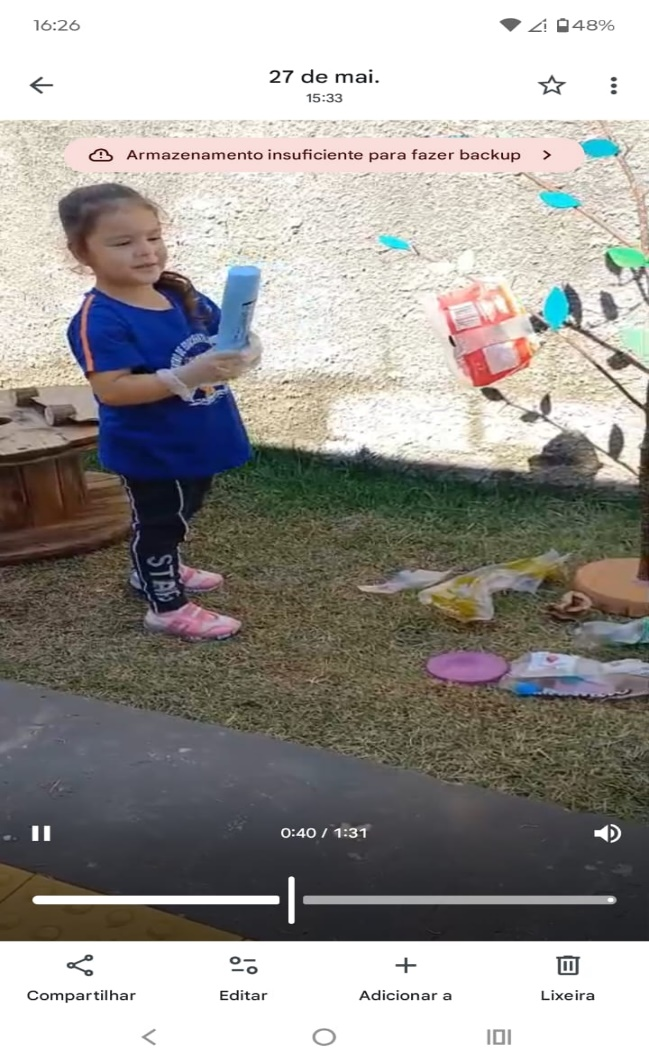 16:26
48%
27 de mai.
15:33
Armazenamento insuficiente para fazer backup
STAR
0:40 / 1:31
Compartilhar
Editar
Adicionar a
Lixeira